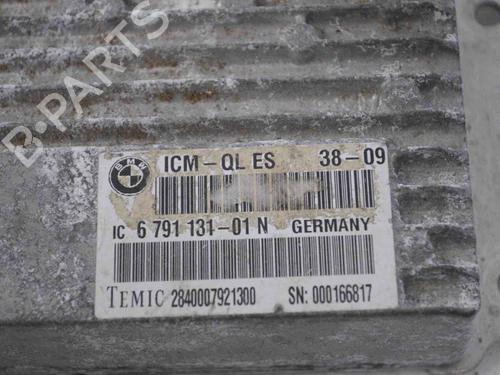 B-PARTS
BMW
ICM-QL ES 38-09
IC 6 791 131-01 N GERMANY
TEMIC 2840007921300 SN: 000166817